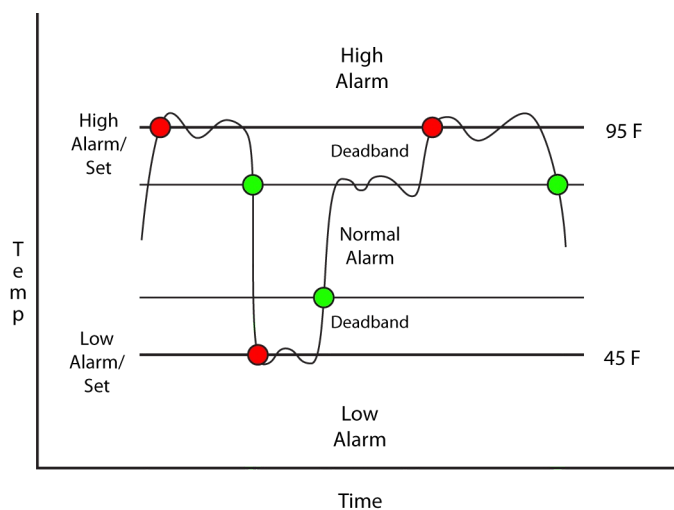 High
Alarm
High
Alarm/
Set
95 F
Deadband
T
e
m
p
Normal
Alarm
Deadband
Low
Alarm/
Set
45 F
Low
Alarm
Time